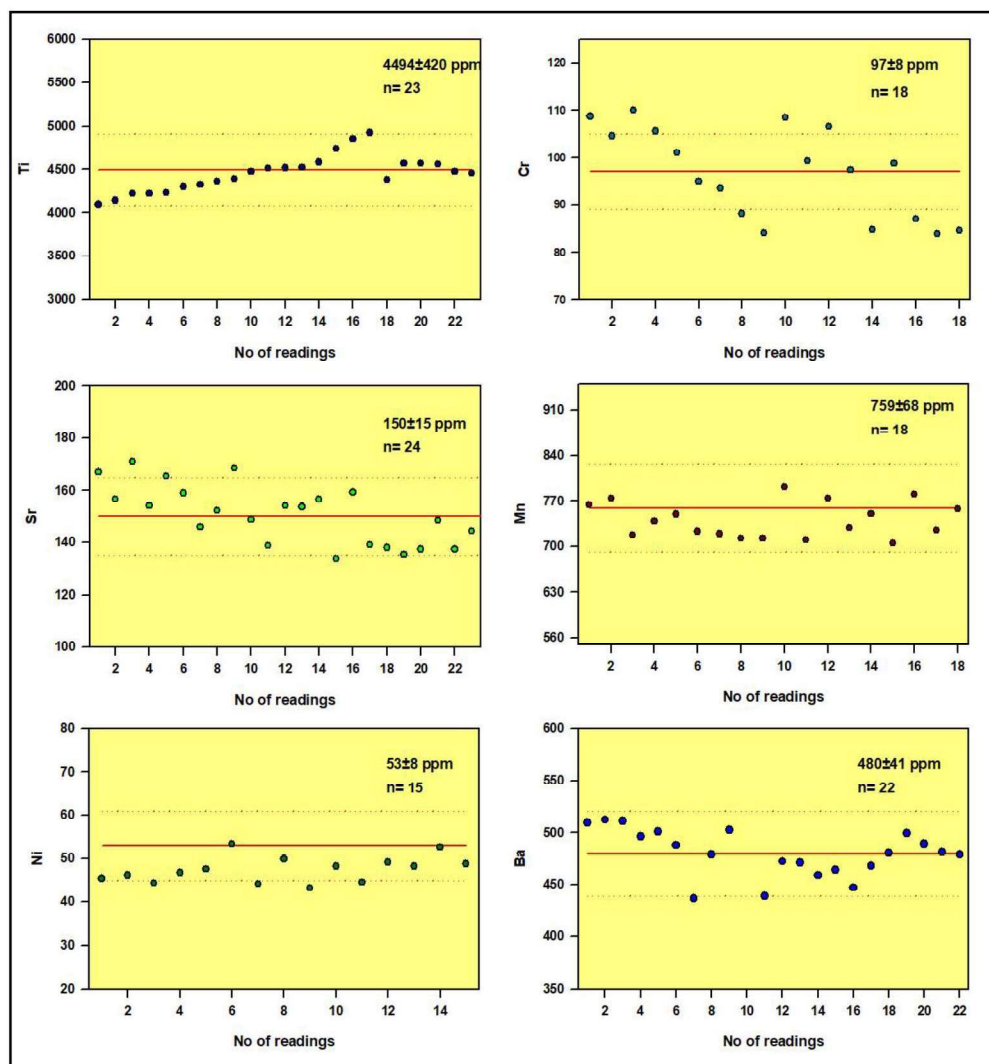 6000
5500
5000
4500
4000
3500
3000
Ti
4494±420 ppm
n= 23
2 4 6 8 10 12 14 16 18 20 22
No of readings
120
110
100
90
80
70
Cr
97±8 ppm
n= 18
2 4 6 8 10 12 14 16 18
No of readings
200
180
160
140
120
100
Sr
150±15 ppm
n= 24
2 4 6 8 10 12 14 16 18 20 22
No of readings
910
840
770
700
630
560
Mn
759±68 ppm
n= 18
2 4 6 8 10 12 14 16 18
No of readings
80
70
60
50
40
30
20
Ni
53±8 ppm
n= 15
2 4 6 8 10 12 14
No of readings
600
550
500
450
400
350
Ba
480±41 ppm
n= 22
2 4 6 8 10 12 14 16 18 20 22
No of readings